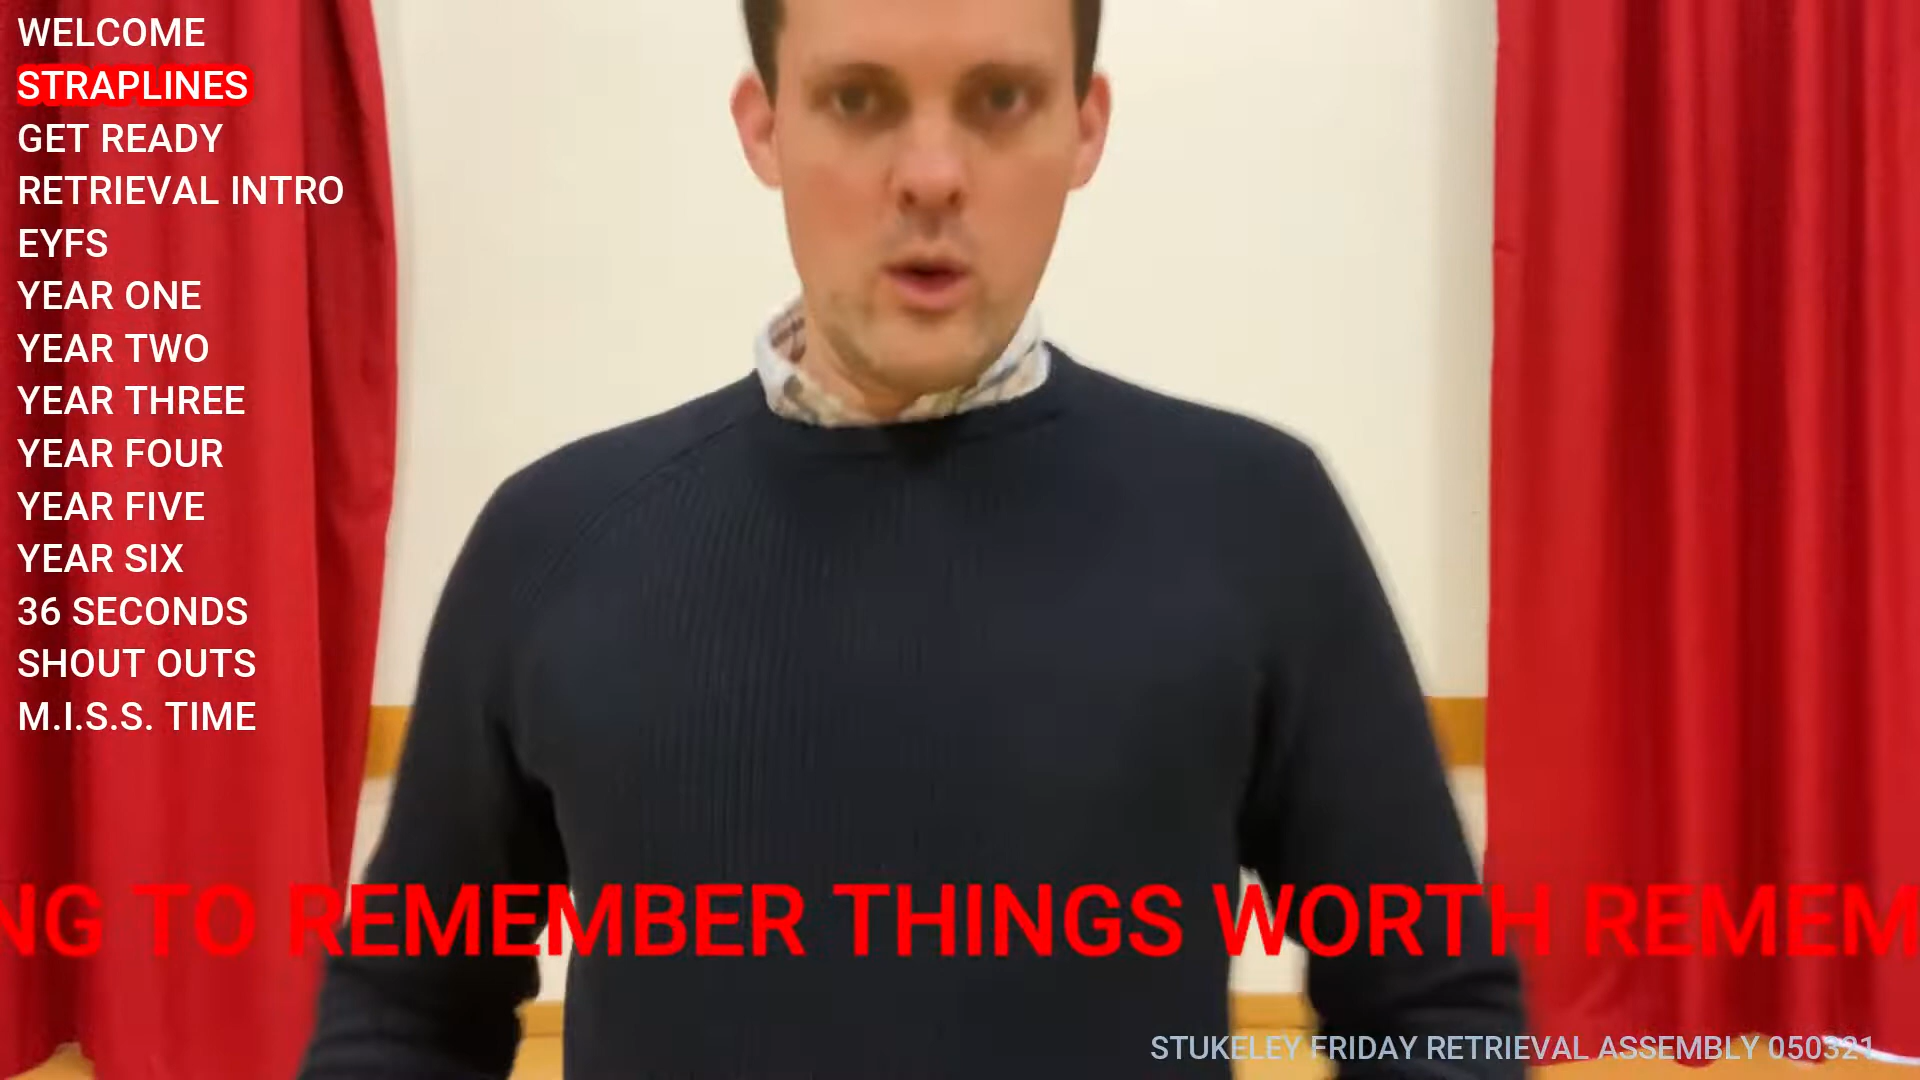 WELCOME
STRAPLINES
GET READY
RETRIEVAL INTRO
EYFS
YEAR ONE
YEAR TWO
YEAR THREE
YEAR FOUR
YEAR FIVE
YEAR SIX
36 SECONDS
SHOUT OUTS
M.I.S.S. TIME
NG TO REMEMBER THINGS WORTH REMEM
STUKELEY FRIDAY RETRIEVAL ASSEMBLY 050321